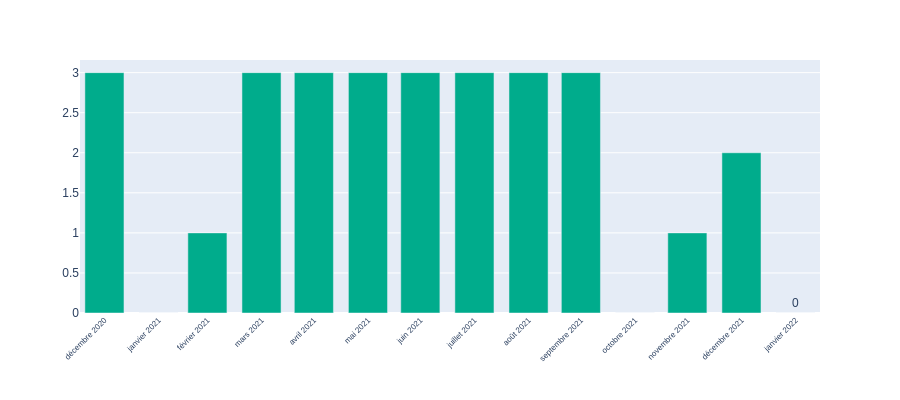 3
2.5
2
1.5
1
0.5
0
0
décembre 2020
janvier 2021
février 2021
mars 2021
avril 2021
mai 2021
juin 2021
juillet 2021
août 2021
septembre 2021
octobre 2021
novembre 2021
décembre 2021
janvier 2022